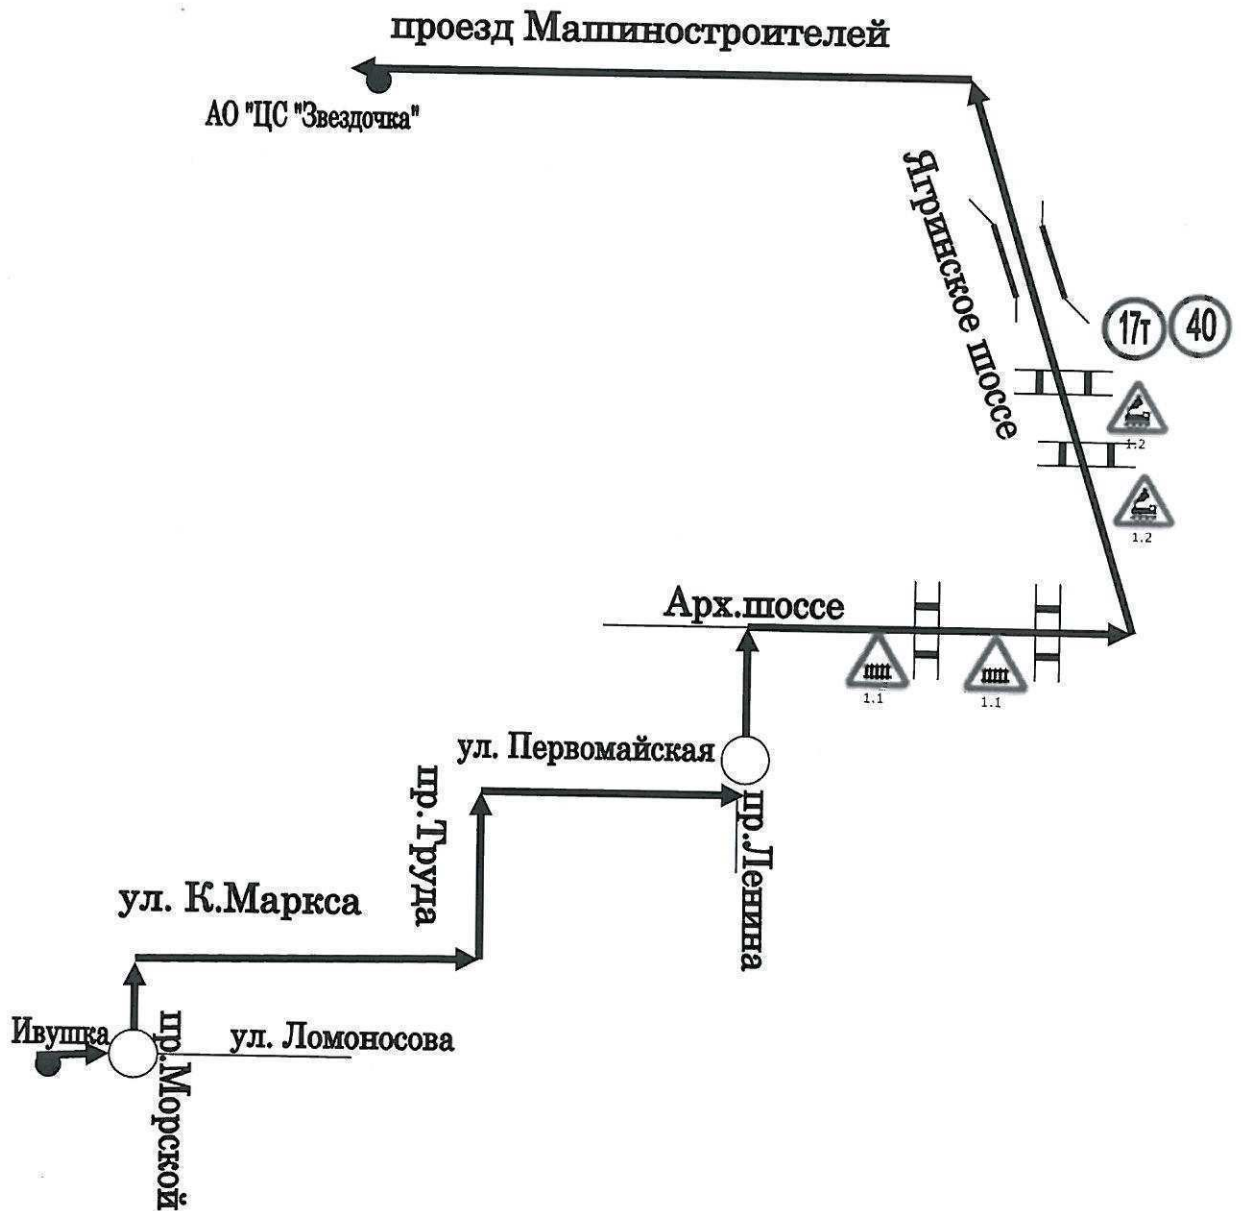 проезд Машиностроителей
АО "ЦС "Звездочка"
Ягринское шоссе
17т
40
1.2
1.2
Арх.шоссе
1.1
1.1
ул. Первомайская
пр.Труда
пр.Ленина
ул. К.Маркса
Ивушка
пр.Морской
ул. Ломоносова